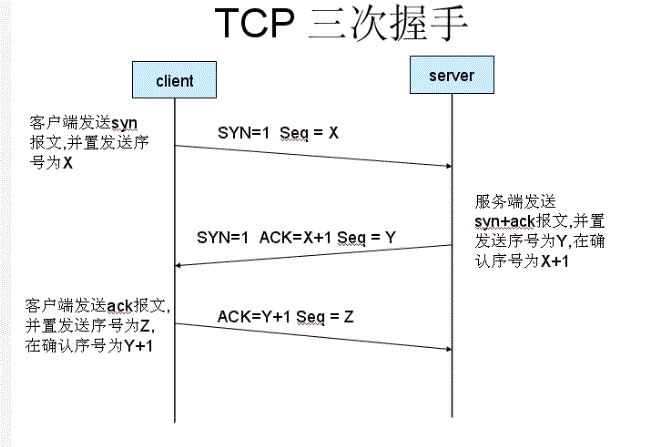 TCP 三次握手
client
server
客户端发送syn
报文,并置发送序
号为X
SYN=1 Seq = X
服务端发送
syn+ack报文,并置
发送序号为Y,在确
认序号为X+1
SYN=1 ACK=X+1 Seq = Y
客户端发送ack报文,
并置发送序号为Z,
在确认序号为Y+1
ACK=Y+1 Seq = Z